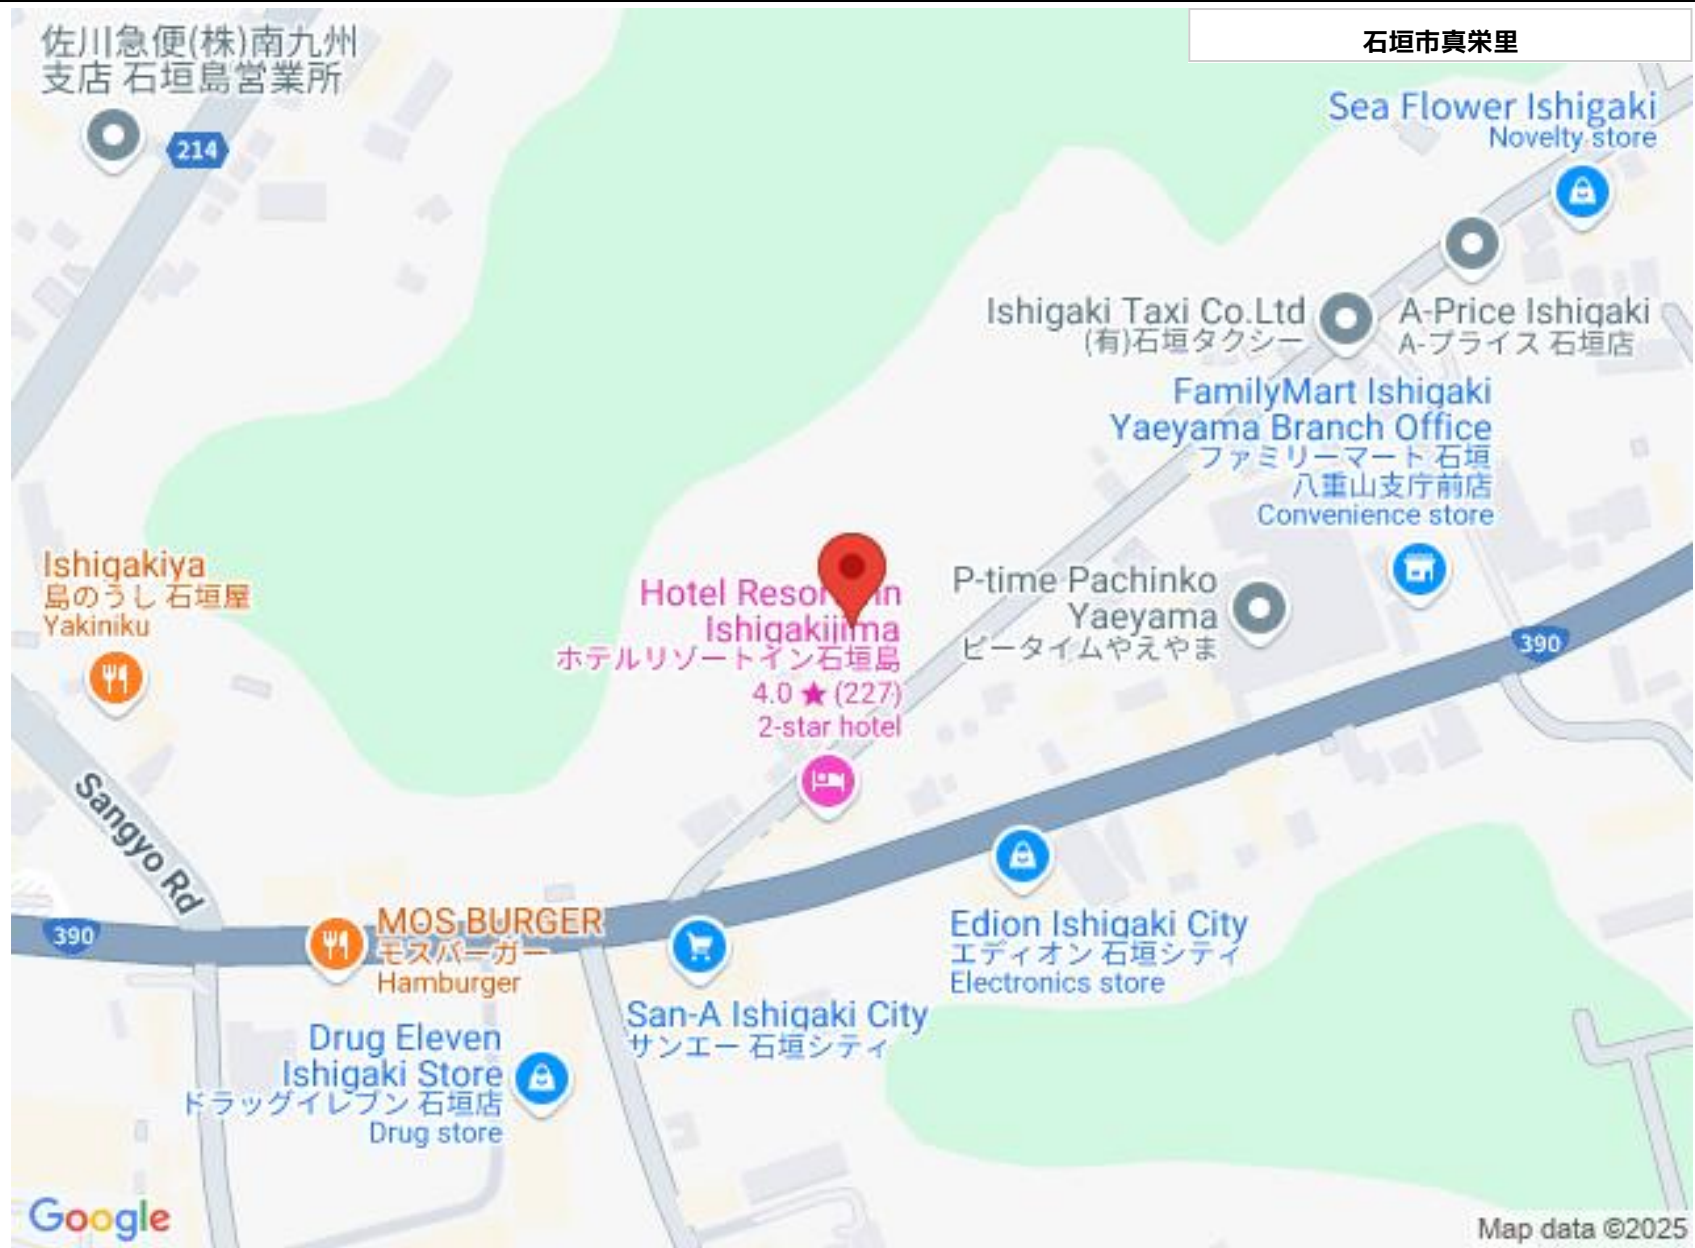 石垣市真栄里
佐川急便(株)南九州
支店 石垣島営業所
214
Sea Flower Ishigaki
Novelty store
Ishigaki Taxi Co.Ltd
(有)石垣タクシー
A-Price Ishigaki
A-プライス 石垣店
FamilyMart Ishigaki
Yaeyama Branch Office
ファミリーマート 石垣
八重山支庁前店
Convenience store
Ishigakiya
島のうし 石垣屋
Yakiniku
Hotel Resor
Ishigakijima
ホテルリゾートイン石垣島
4.0 ★ (227)
2-star hotel
P-time Pachinko
Yaeyama
ピータイムやえやま
390
Sangyo Rd
390
MOS BURGER
モスバーガー
Hamburger
Edion Ishigaki City
エディオン 石垣シティ
Electronics store
San-A Ishigaki City
サンエー 石垣シティ
Drug Eleven
Ishigaki Store
ドラッグイレブン 石垣店
Drug store
Google
Map data ©2025